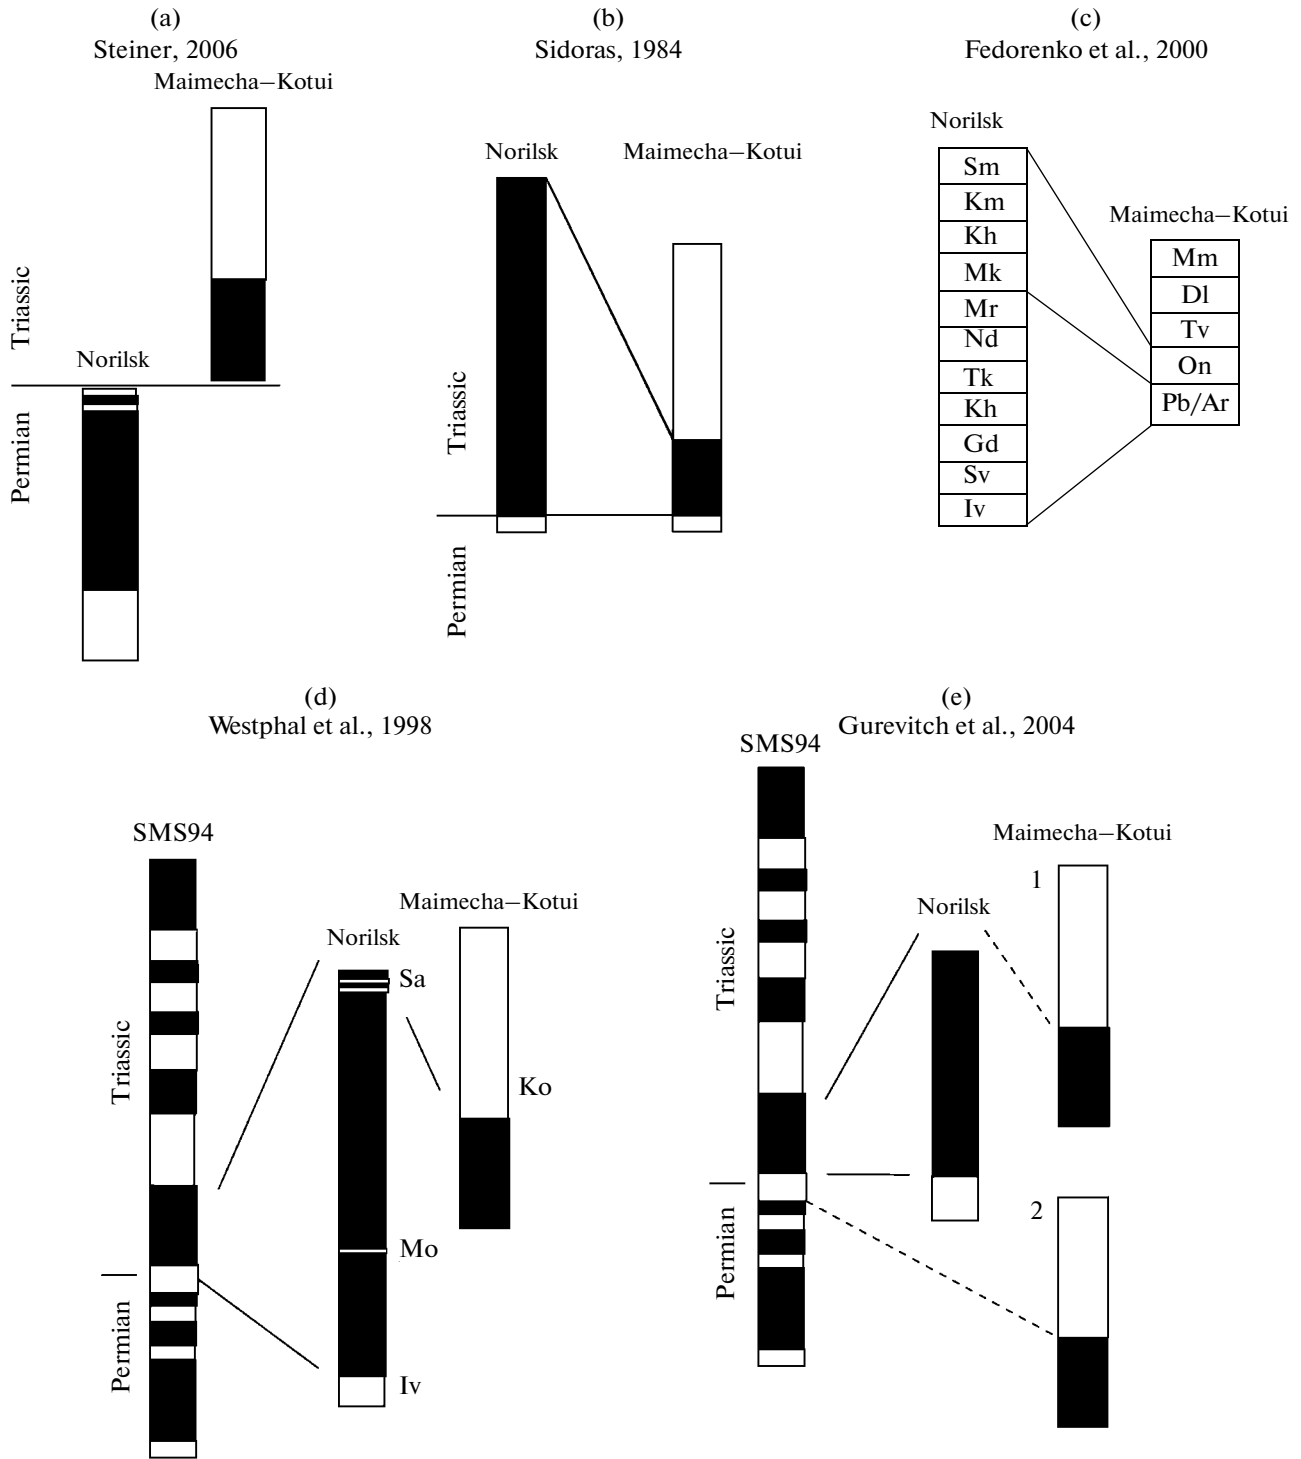 (a)
Steiner, 2006
Maimecha–Kotui
Norilsk
Triassic
Permian
(b)
Sidoras, 1984
Norilsk
Maimecha–Kotui
Triassic
Permian
(c)
Fedorenko et al., 2000
Norilsk
Sm
Km
Kh
Mk
Mr
Nd
Tk
Kh
Gd
Sv
Iv
Maimecha–Kotui
Mm
Dl
Tv
On
Pb/Ar
(d)
Westphal et al., 1998
SMS94
Triassic
Permian
Norilsk
Sa
Mo
Iv
Maimecha–Kotui
Ko
(e)
Gurevitch et al., 2004
SMS94
Triassic
Permian
Norilsk
Maimecha–Kotui
1
2